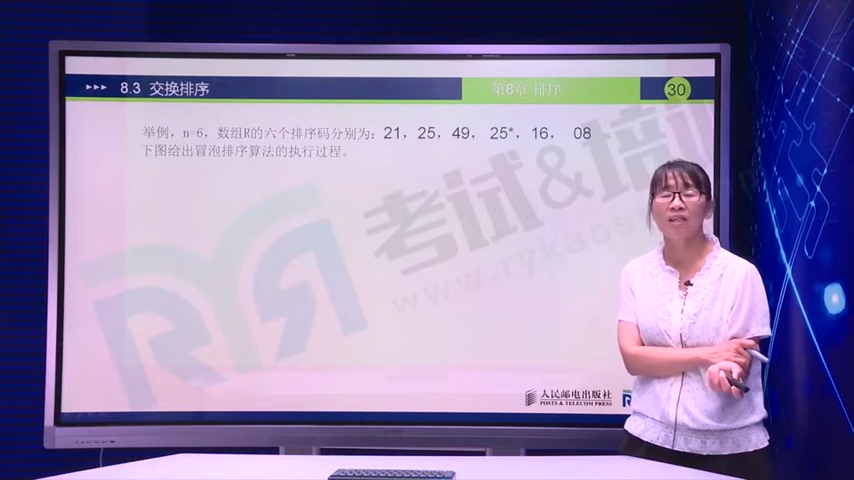 ▸▸▸ 8.3 交换排序
第8章 排序
30
举例，n=6，数组R的六个排序码分别为：21，25，49， 25*，16， 08
下图给出冒泡排序算法的执行过程。
考试&培训
www.rykaos
人民邮电出版社
POSTS & TELECOM PRESS